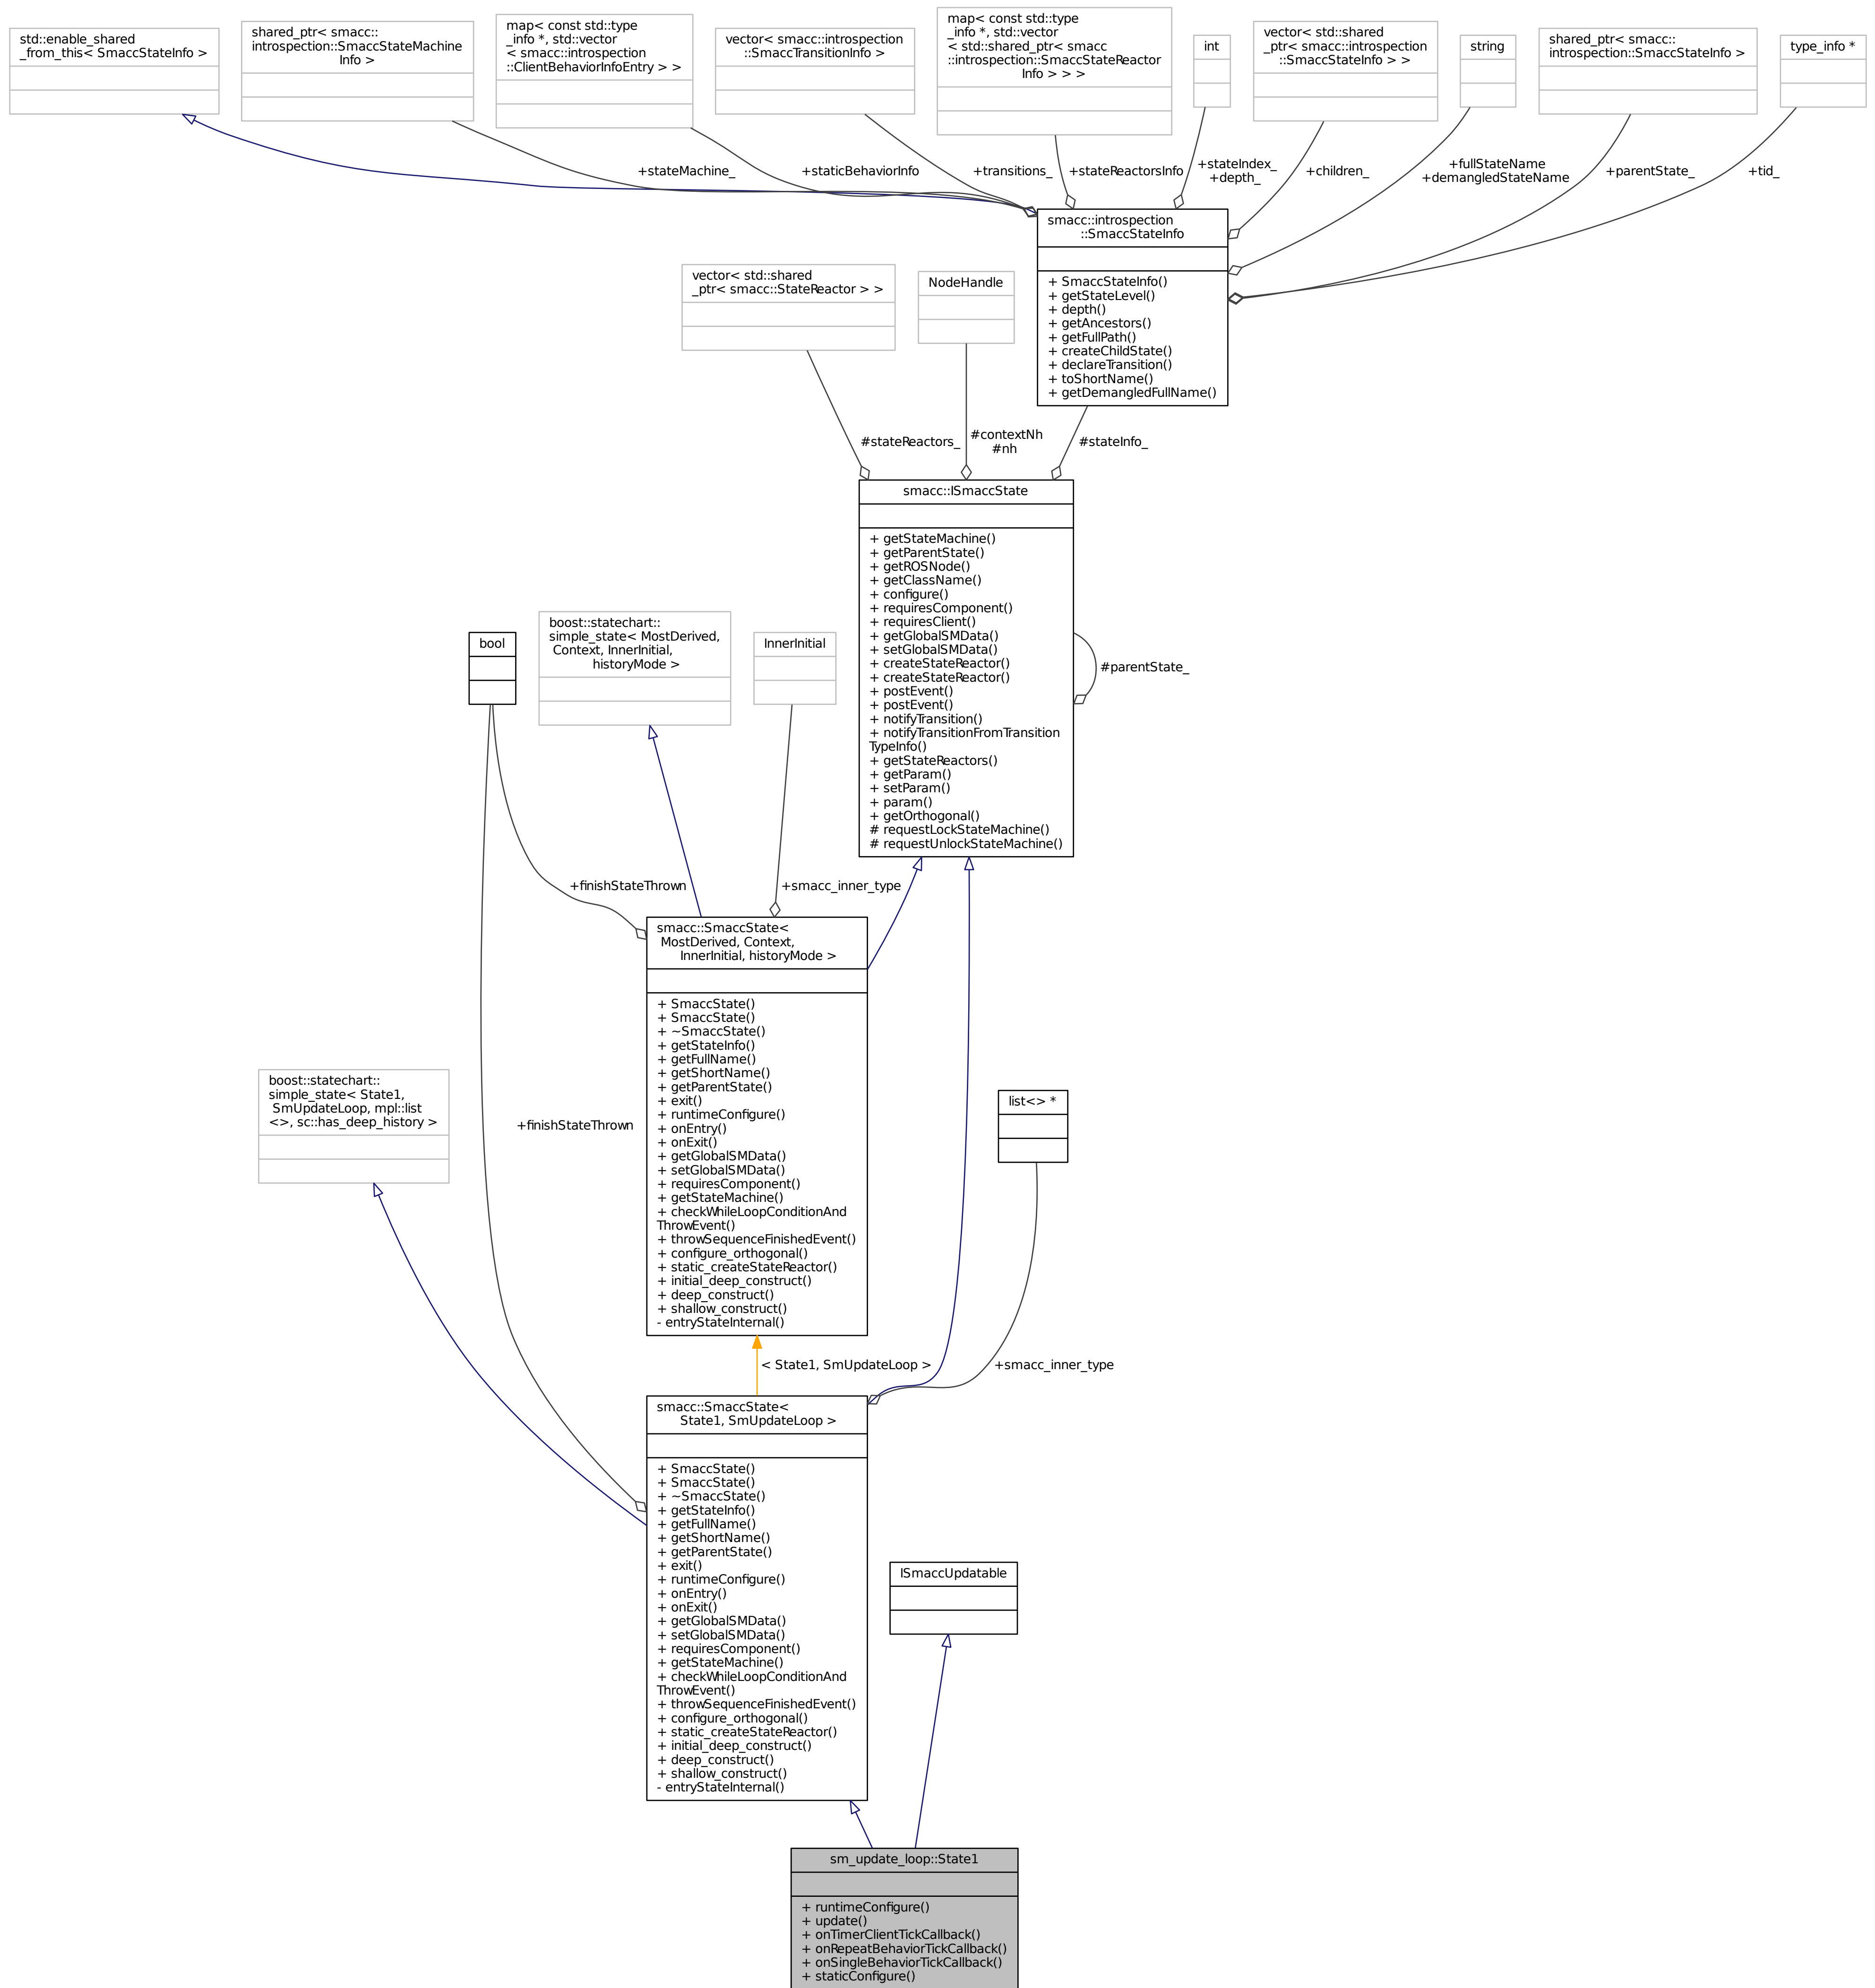 std::enable_shared
_from_this< SmaccStateInfo >
shared_ptr< smacc::
introspection::SmaccStateMachine
Info >
map< const std::type
_info *, std::vector
< smacc::introspection
::ClientBehaviorInfoEntry > >
vector< smacc::introspection
::SmaccTransitionInfo >
map< const std::type
_info *, std::vector
< std::shared_ptr< smacc
::introspection::SmaccStateReactor
Info > > >
int
vector< std::shared
_ptr< smacc::introspection
::SmaccStateInfo > >
string
shared_ptr< smacc::
introspection::SmaccStateInfo >
type_info *
+stateMachine_
+staticBehaviorInfo
+transitions_
+stateReactorsInfo
+stateIndex_
+depth_
+children_
+fullStateName
+demangledStateName
+parentState_
+tid_
smacc::introspection
::SmaccStateInfo
+ SmaccStateInfo()
+ getStateLevel()
+ depth()
+ getAncestors()
+ getFullPath()
+ createChildState()
+ declareTransition()
+ toShortName()
+ getDemangledFullName()
vector< std::shared
_ptr< smacc::StateReactor > >
NodeHandle
#stateReactors_
#contextNh
#nh
#stateInfo_
smacc::ISmaccState
+ getStateMachine()
+ getParentState()
+ getROSNode()
+ getClassName()
+ configure()
+ requiresComponent()
+ requiresClient()
+ getGlobalSMData()
+ setGlobalSMData()
+ createStateReactor()
+ createStateReactor()
+ postEvent()
+ postEvent()
+ notifyTransition()
+ notifyTransitionFromTransition
TypeInfo()
+ getStateReactors()
+ getParam()
+ setParam()
+ param()
+ getOrthogonal()
# requestLockStateMachine()
# requestUnlockStateMachine()
#parentState_
bool
boost::statechart::
simple_state< MostDerived,
Context, InnerInitial,
historyMode >
InnerInitial
+finishStateThrown
+smacc_inner_type
smacc::SmaccState<
MostDerived, Context,
InnerInitial, historyMode >
+ SmaccState()
+ SmaccState()
+ ~SmaccState()
+ getStateInfo()
+ getFullName()
+ getShortName()
+ getParentState()
+ exit()
+ runtimeConfigure()
+ onEntry()
+ onExit()
+ getGlobalSMData()
+ setGlobalSMData()
+ requiresComponent()
+ getStateMachine()
+ checkWhileLoopConditionAnd
ThrowEvent()
+ throwSequenceFinishedEvent()
+ configure_orthogonal()
+ static_createStateReactor()
+ initial_deep_construct()
+ deep_construct()
+ shallow_construct()
- entryStateInternal()
boost::statechart::
simple_state< State1,
SmUpdateLoop, mpl::list
<>, sc::has_deep_history >
+finishStateThrown
list<> *
< State1, SmUpdateLoop >
+smacc_inner_type
smacc::SmaccState<
State1, SmUpdateLoop >
+ SmaccState()
+ SmaccState()
+ ~SmaccState()
+ getStateInfo()
+ getFullName()
+ getShortName()
+ getParentState()
+ exit()
+ runtimeConfigure()
+ onEntry()
+ onExit()
+ getGlobalSMData()
+ setGlobalSMData()
+ requiresComponent()
+ getStateMachine()
+ checkWhileLoopConditionAnd
ThrowEvent()
+ throwSequenceFinishedEvent()
+ configure_orthogonal()
+ static_createStateReactor()
+ initial_deep_construct()
+ deep_construct()
+ shallow_construct()
- entryStateInternal()
ISmaccUpdatable
sm_update_loop::State1
+ runtimeConfigure()
+ update()
+ onTimerClientTickCallback()
+ onRepeatBehaviorTickCallback()
+ onSingleBehaviorTickCallback()
+ staticConfigure()